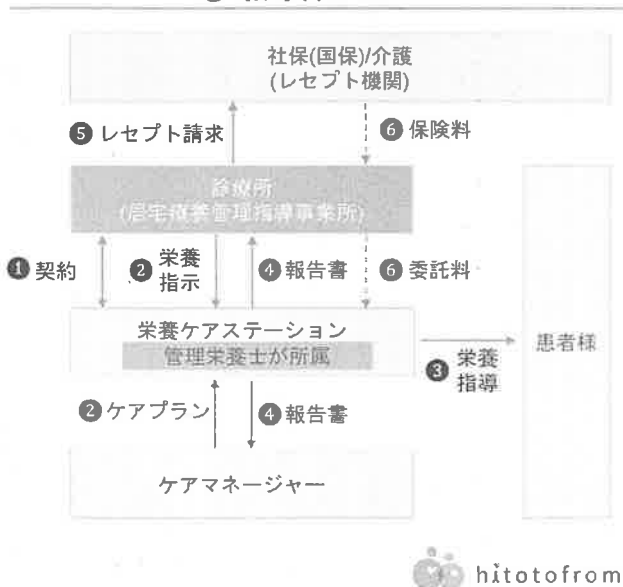 社保(国保)/介護
(レセプト機関)
❺ レセプト請求
❻ 保険料
診療所
(居宅療養管理指導事業所)
❶ 契約
❷ 栄養
指示
❹ 報告書
❻ 委託料
栄養ケアステーション
管理栄養士が所属
❸ 栄養
指導
患者様
❷ ケアプラン
❹ 報告書
ケアマネージャー
hitotofrom